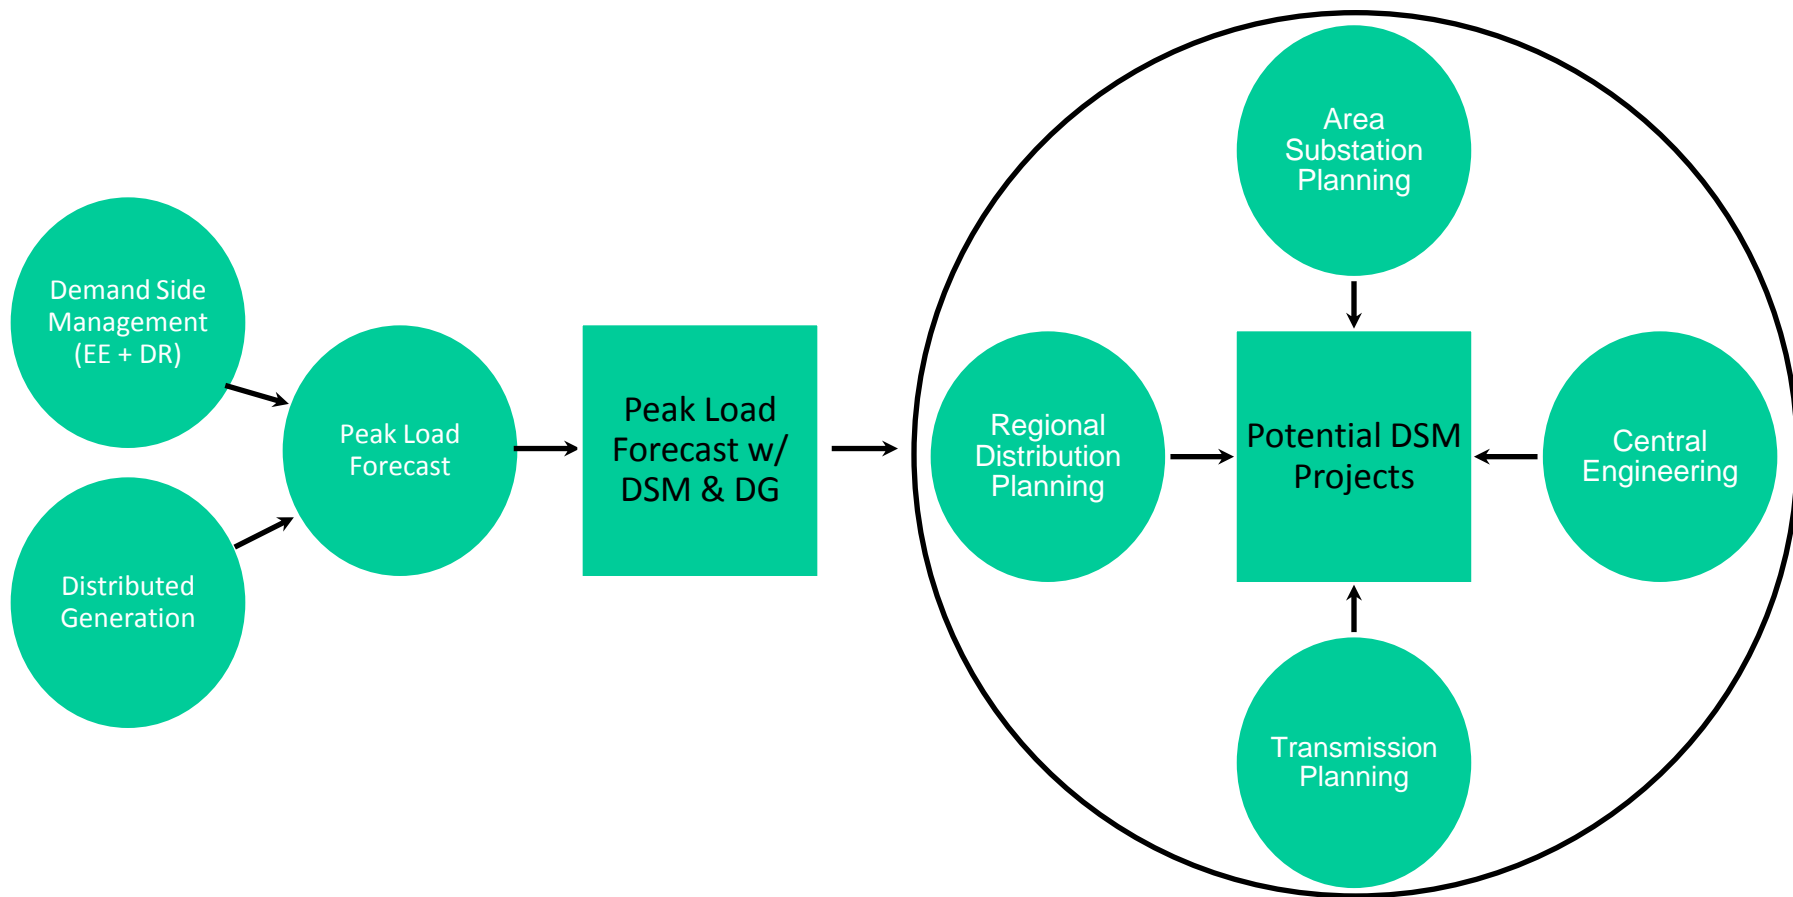 Demand Side
Management
(EE + DR)
Distributed
Generation
Peak Load
Forecast
Peak Load
Forecast w/
DSM & DG
Area
Substation
Planning
Regional
Distribution
Planning
Potential DSM
Projects
Central
Engineering
Transmission
Planning